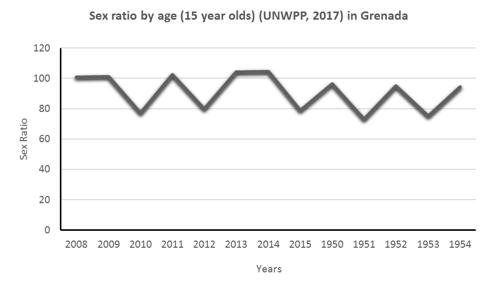 Sex ratio by age (15 year olds) (UNWPP, 2017) in Grenada
120
100
80
60
40
20
0
Sex Ratio
2008 2009 2010 2011 2012 2013 2014 2015 1950 1951 1952 1953 1954
Years